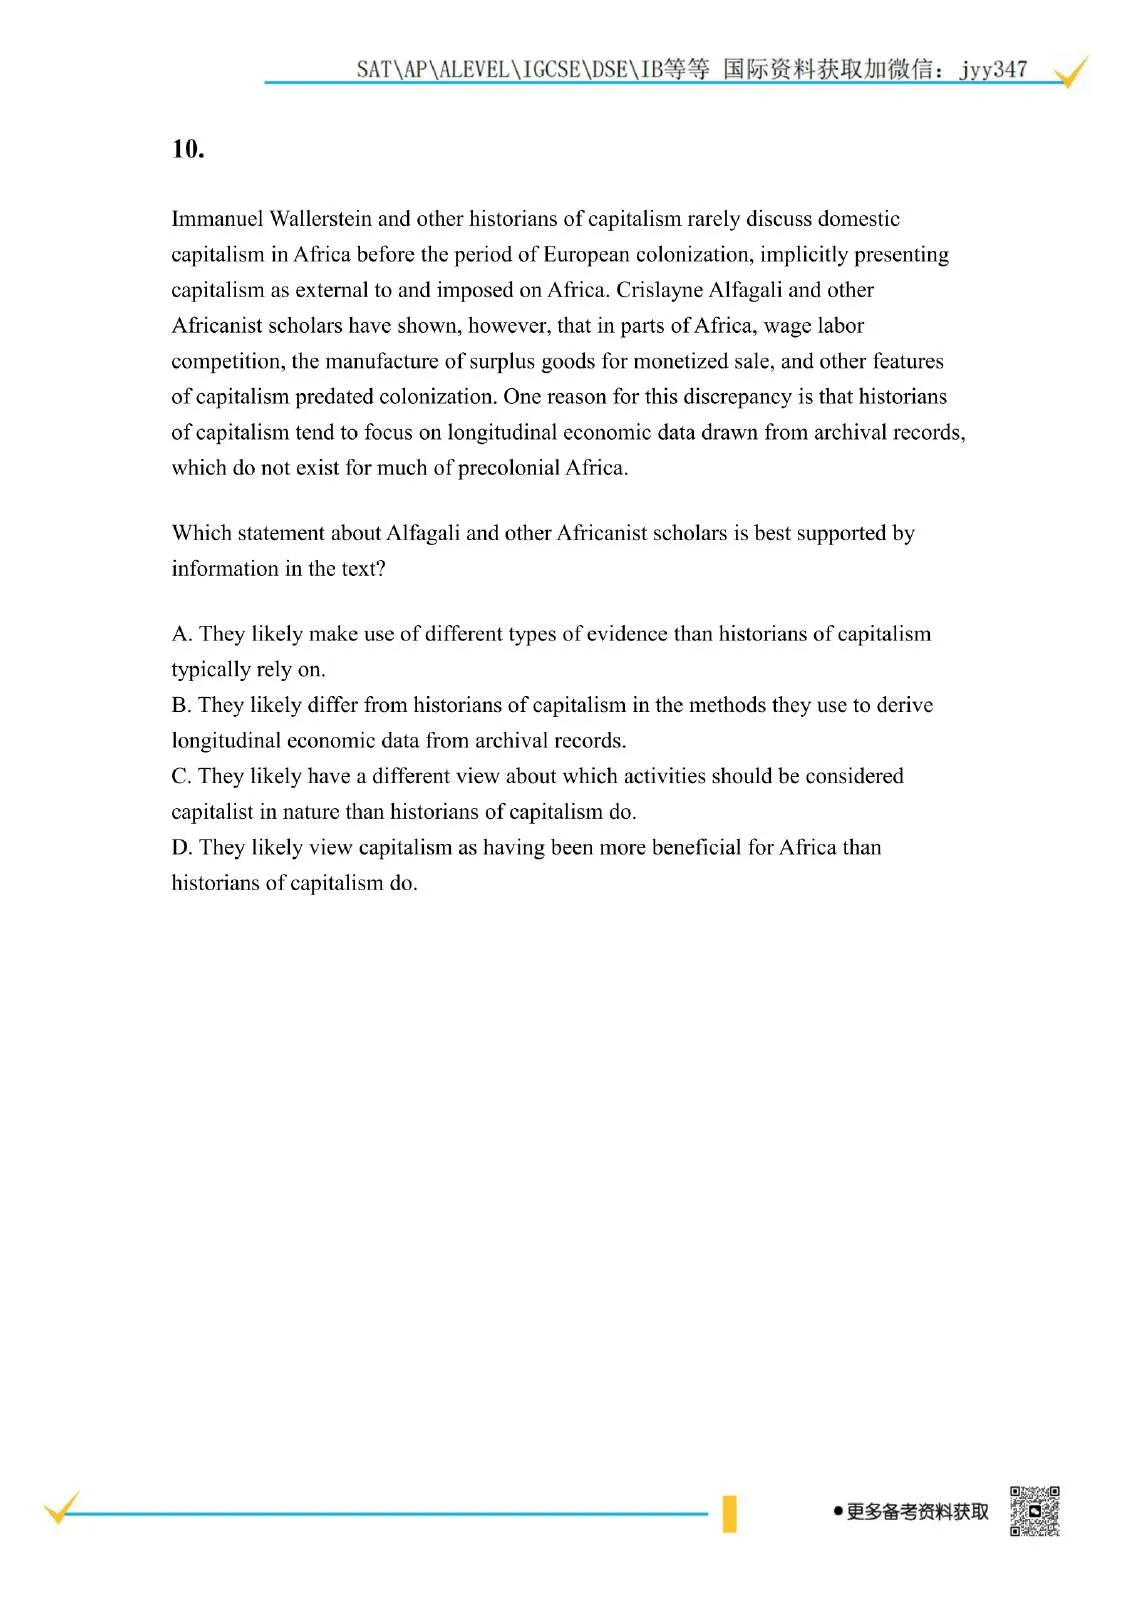 SAT\AP\ALEVEL\IGCSE\DSE\IB等等 国际资料获取加微信：jyy347
10.
Immanuel Wallerstein and other historians of capitalism rarely discuss domestic
capitalism in Africa before the period of European colonization, implicitly presenting
capitalism as external to and imposed on Africa. Crislayne Alfagali and other
Africanist scholars have shown, however, that in parts of Africa, wage labor
competition, the manufacture of surplus goods for monetized sale, and other features
of capitalism predated colonization. One reason for this discrepancy is that historians
of capitalism tend to focus on longitudinal economic data drawn from archival records,
which do not exist for much of precolonial Africa.
Which statement about Alfagali and other Africanist scholars is best supported by
information in the text?
A. They likely make use of different types of evidence than historians of capitalism
typically rely on.
B. They likely differ from historians of capitalism in the methods they use to derive
longitudinal economic data from archival records.
C. They likely have a different view about which activities should be considered
capitalist in nature than historians of capitalism do.
D. They likely view capitalism as having been more beneficial for Africa than
historians of capitalism do.
●更多备考资料获取